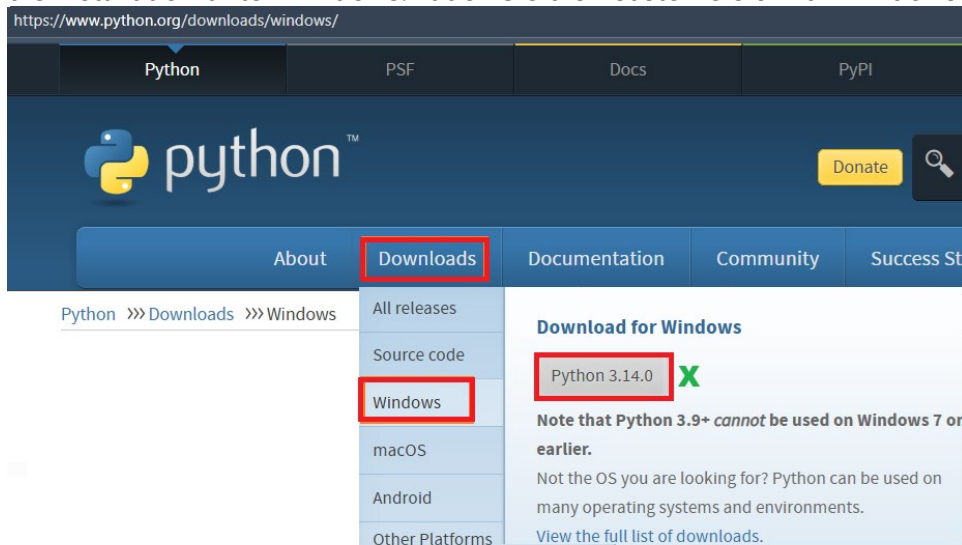 https://www.python.org/downloads/windows/
Python PSF Docs PyPI
python™
Donate
About Downloads Documentation Community Success St
Python >>> Downloads >>> Windows
All releases
Source code
Windows
macOS
Android
Other Platforms
Download for Windows
Python 3.14.0 X
Note that Python 3.9+ cannot be used on Windows 7 or
earlier.
Not the OS you are looking for? Python can be used on
many operating systems and environments.
View the full list of downloads.